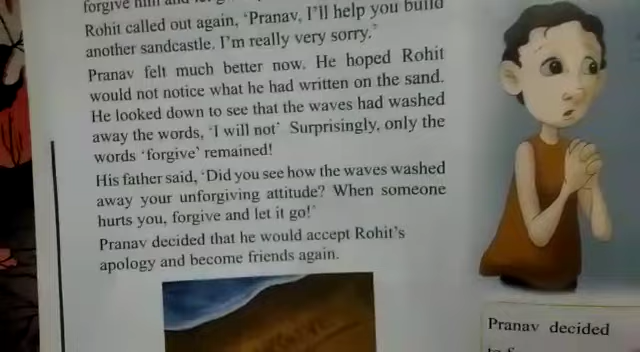 forgive him and
Rohit called out again, 'Pranav, I'll help you build
another sandcastle. I'm really very sorry.'
Pranav felt much better now. He hoped Rohit
would not notice what he had written on the sand.
He looked down to see that the waves had washed
away the words, 'I will not' Surprisingly, only the
words 'forgive' remained!
His father said, 'Did you see how the waves washed
away your unforgiving attitude? When someone
hurts you, forgive and let it go!'
Pranav decided that he would accept Rohit's
apology and become friends again.
Pranav decided